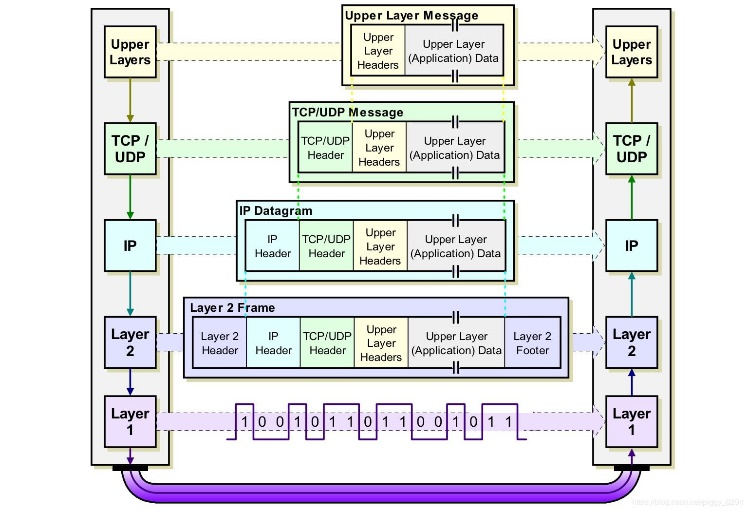 Upper Layer Message
Upper
Layers
Upper
Layer
Headers
Upper Layer
(Application) Data
Upper
Layers
TCP/UDP Message
TCP /
UDP
TCP/UDP
Header
Upper
Layer
Headers
Upper Layer
(Application) Data
TCP /
UDP
IP Datagram
IP
IP
Header
TCP/UDP
Header
Upper
Layer
Headers
Upper Layer
(Application) Data
IP
Layer 2 Frame
Layer
2
Layer 2
Header
IP
Header
TCP/UDP
Header
Upper
Layer
Headers
Upper Layer
(Application) Data
Layer 2
Footer
Layer
2
Layer
1
1 0 0 1 0 1 1 0 1 1 0 0 1 0 1 1
Layer
1